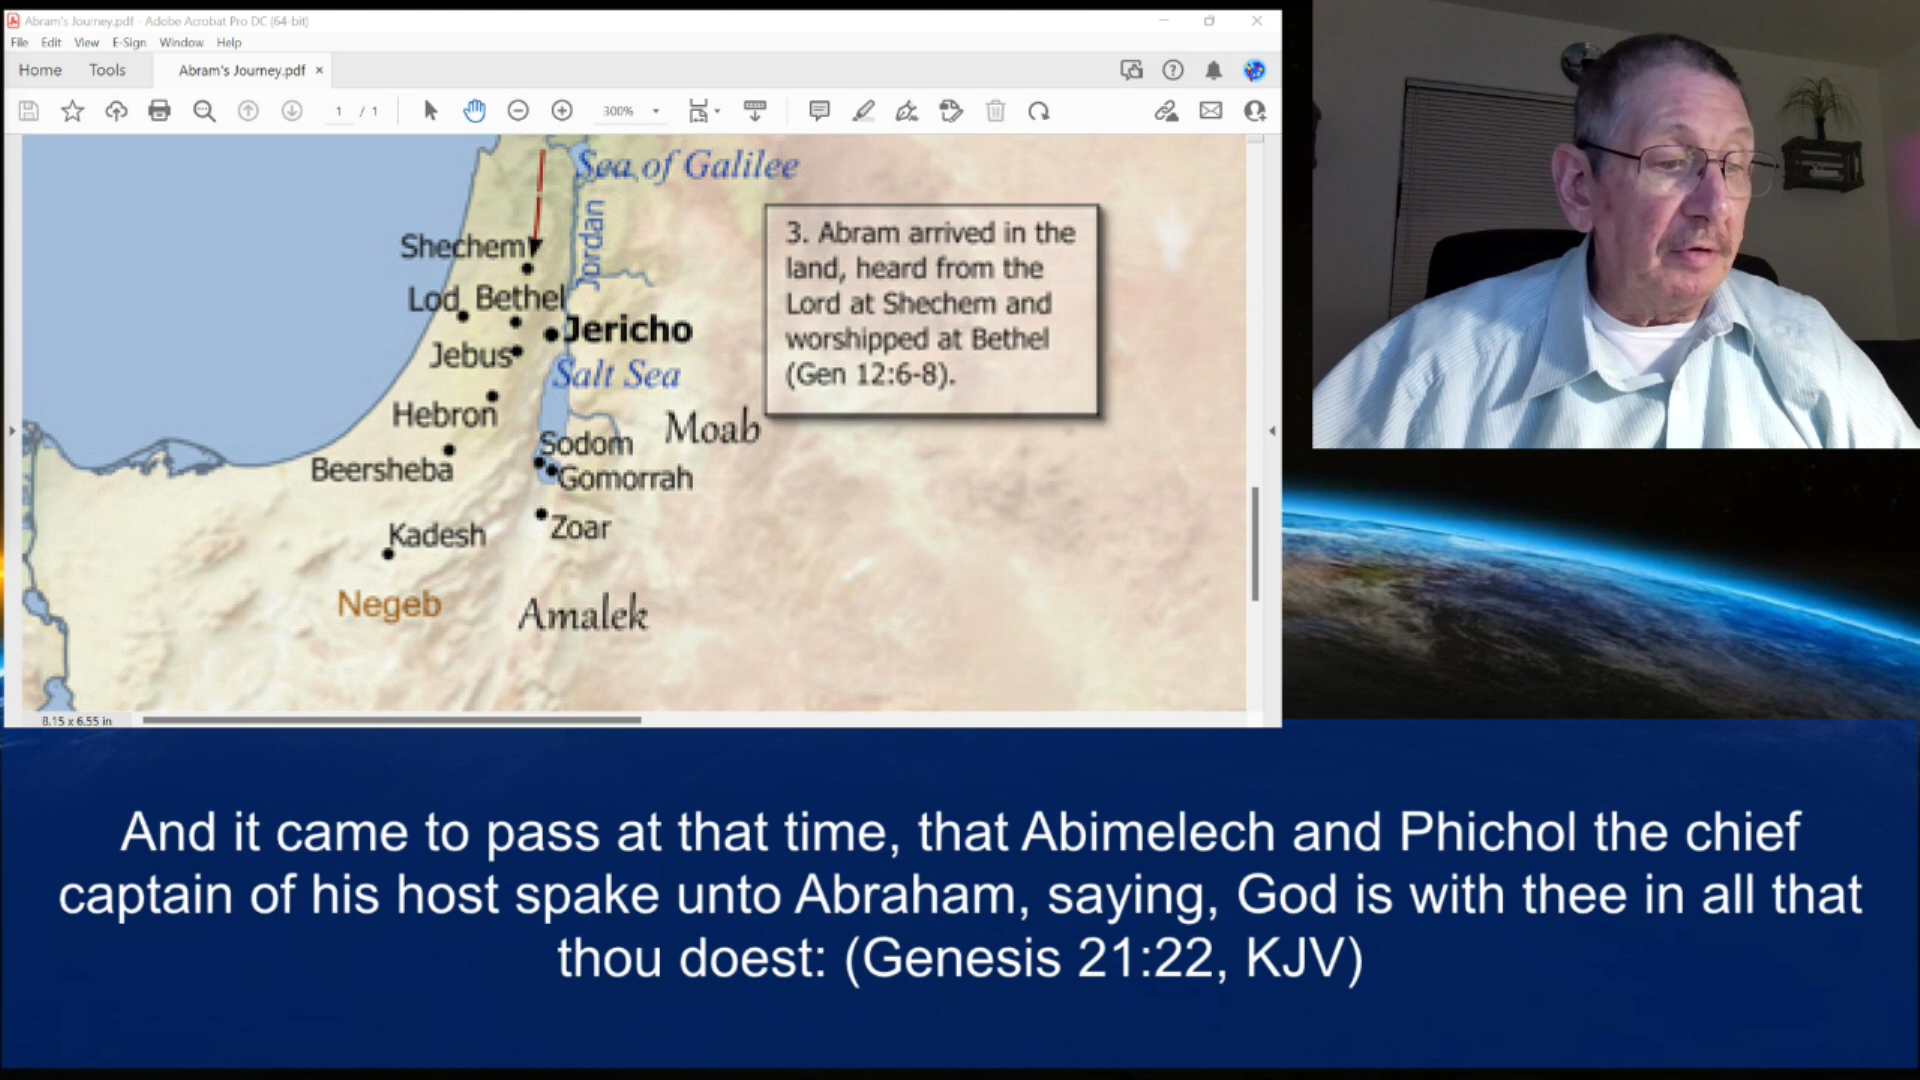 Abram's Journey.pdf - Adobe Acrobat Pro DC (64-bit)
File Edit View E-Sign Window Help
Home Tools Abram's Journey.pdf ×
1 / 1 300%
Sea of Galilee
Jordan
Shechem
Lod Bethel
Jericho
Jebus
Salt Sea
Hebron
Moab
Sodom
Beersheba
Gomorrah
Zoar
Kadesh
Negeb
Amalek
3. Abram arrived in the
land, heard from the
Lord at Shechem and
worshipped at Bethel
(Gen 12:6-8).
8.15 x 6.55 in
And it came to pass at that time, that Abimelech and Phichol the chief
captain of his host spake unto Abraham, saying, God is with thee in all that
thou doest: (Genesis 21:22, KJV)